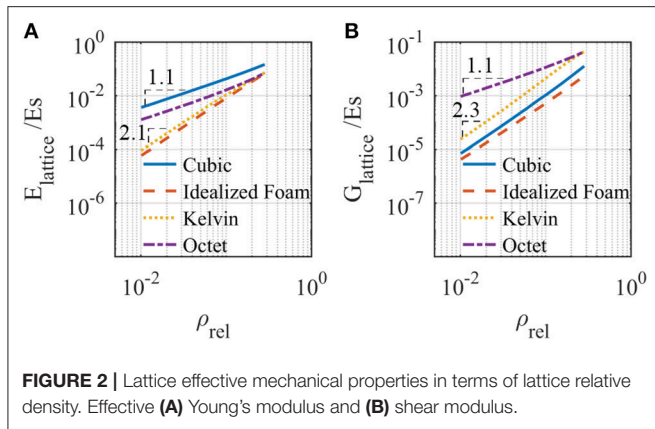 A
B
E_lattice /Es
10^0
10^-2
10^-4
10^-6
1.1
2.1
Cubic
Idealized Foam
Kelvin
Octet
10^-2
10^0
ρ_rel
G_lattice /Es
10^-1
10^-3
10^-5
10^-7
1.1
2.3
Cubic
Idealized Foam
Kelvin
Octet
10^-2
10^0
ρ_rel
FIGURE 2 | Lattice effective mechanical properties in terms of lattice relative
density. Effective (A) Young's modulus and (B) shear modulus.